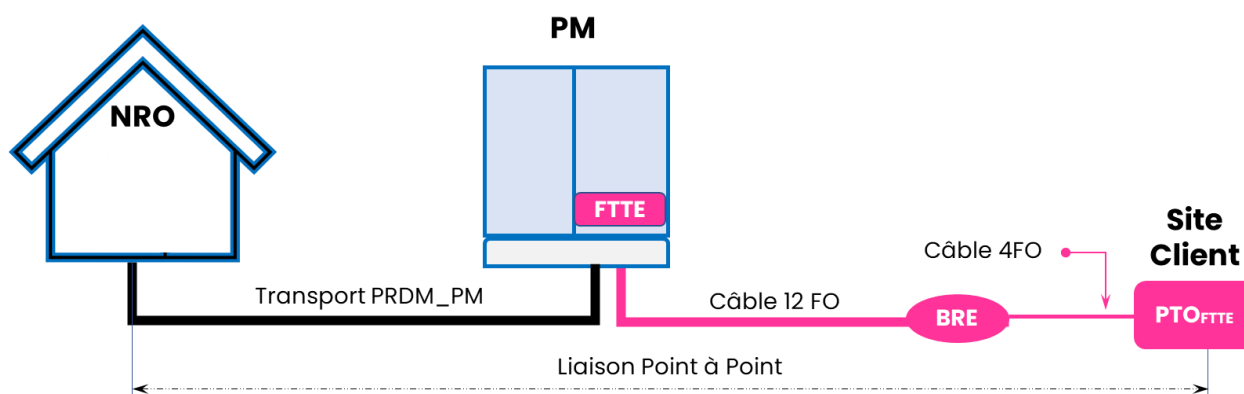 PM
NRO
FTTE
Site
Client
Câble 4FO
Transport PRDM_PM
Câble 12 FO
BRE
PTOFTTE
Liaison Point à Point